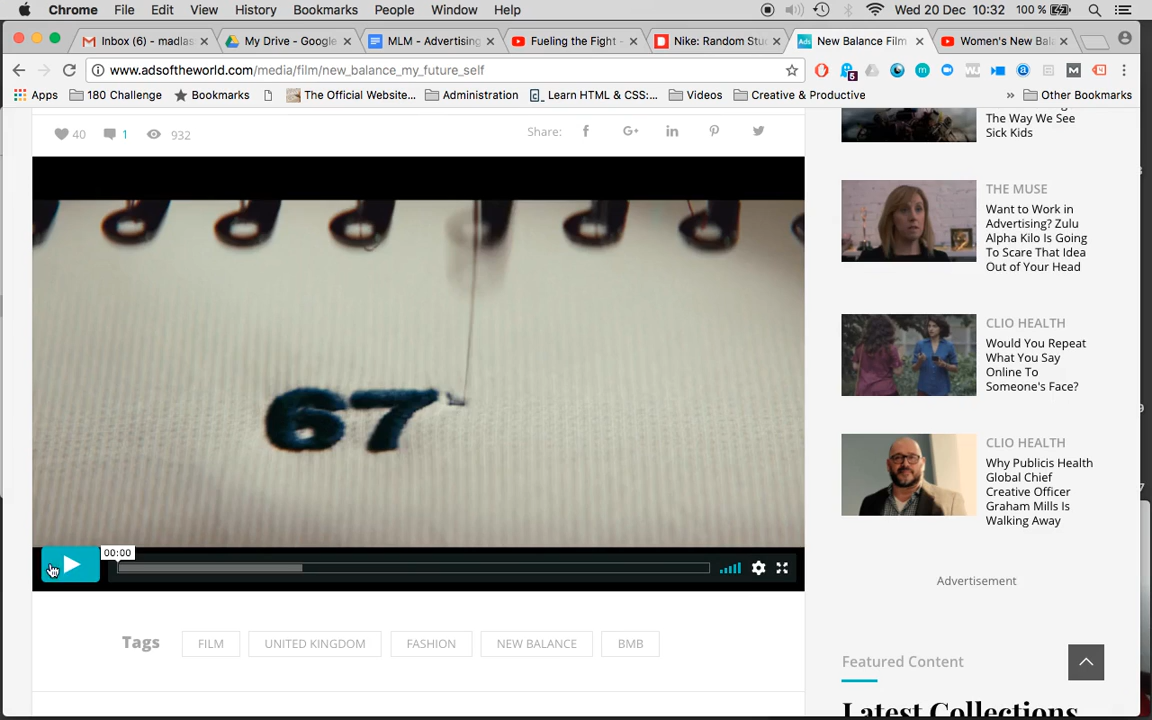 Chrome File Edit View History Bookmarks People Window Help Wed 20 Dec 10:32 100 %
Inbox (6) - madlas
My Drive - Google
MLM - Advertising
Fueling the Fight -
Nike: Random Stu
New Balance Film
Women's New Bala
www.adsoftheworld.com/media/film/new_balance_my_future_self
5
Apps 180 Challenge Bookmarks The Official Website... Administration Learn HTML & CSS:... Videos Creative & Productive » Other Bookmarks
40 1 932 Share:
The Way We See
Sick Kids
THE MUSE
Want to Work in
Advertising? Zulu
Alpha Kilo Is Going
To Scare That Idea
Out of Your Head
CLIO HEALTH
Would You Repeat
What You Say
Online To
Someone's Face?
CLIO HEALTH
Why Publicis Health
Global Chief
Creative Officer
Graham Mills Is
Walking Away
67
00:00
Advertisement
Tags FILM UNITED KINGDOM FASHION NEW BALANCE BMB
Featured Content
Latest Collections